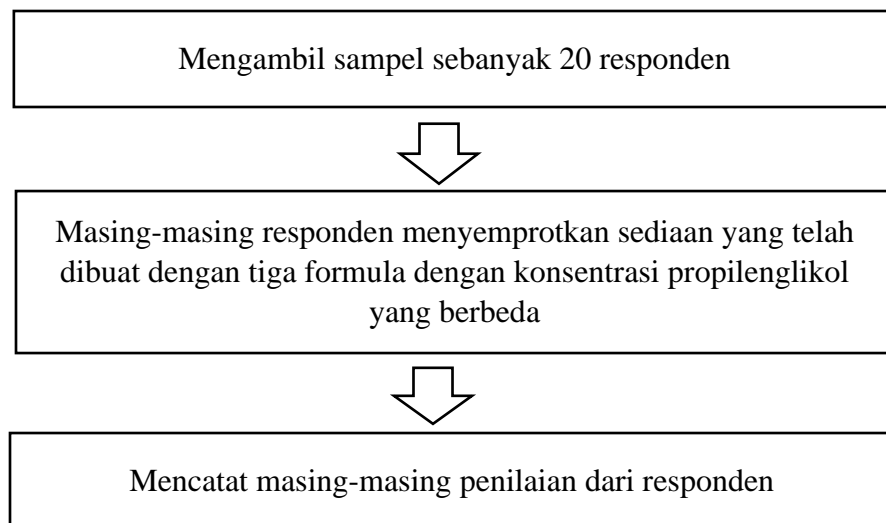 Mengambil sampel sebanyak 20 responden
Masing-masing responden menyemprotkan sediaan yang telah
dibuat dengan tiga formula dengan konsentrasi propilenglikol
yang berbeda
Mencatat masing-masing penilaian dari responden